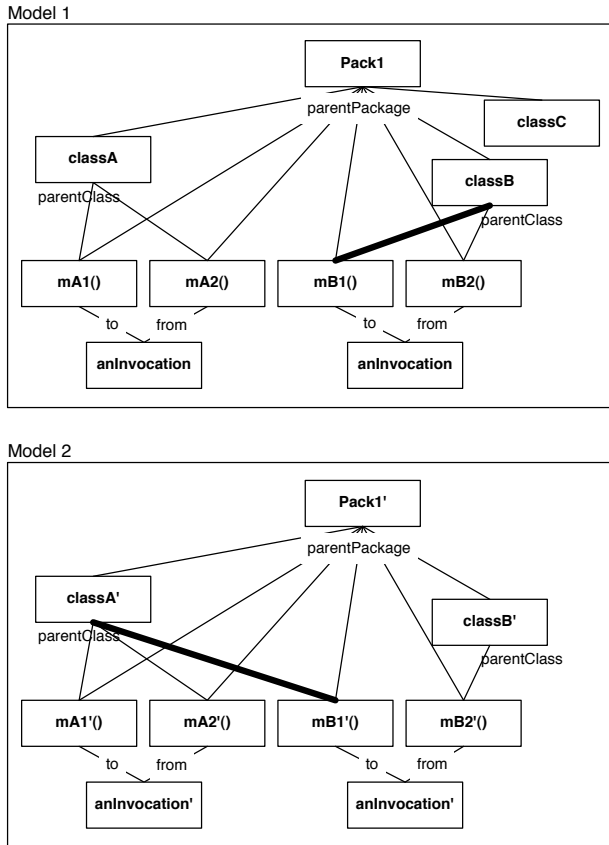 Model 1
Pack1
parentPackage
classC
classA
classB
parentClass
parentClass
mA1() mA2() mB1() mB2()
to from to from
anInvocation anInvocation
Model 2
Pack1'
parentPackage
classA'
classB'
parentClass
parentClass
mA1'() mA2'() mB1'() mB2'()
to from to from
anInvocation' anInvocation'